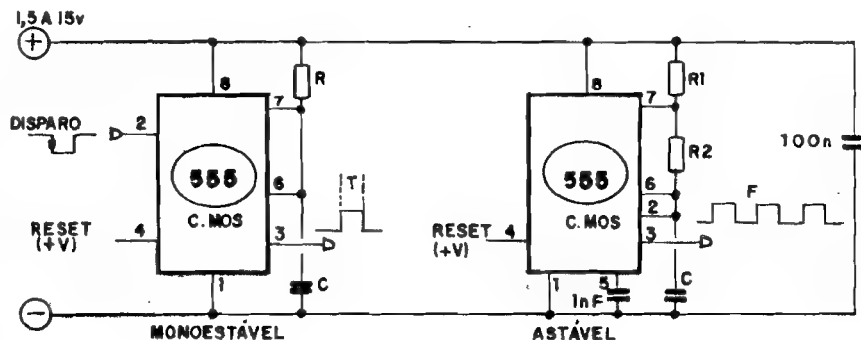 1,5 A 15v
+
8
R
7
DISPARO
2
555
6
C.MOS
T
RESET
(+V)
4
3
1
C
−
MONOESTÁVEL
8
R1
7
R2
100n
555
6
C.MOS
2
F
RESET
(+V)
4
3
1
5
1nF
C
ASTÁVEL